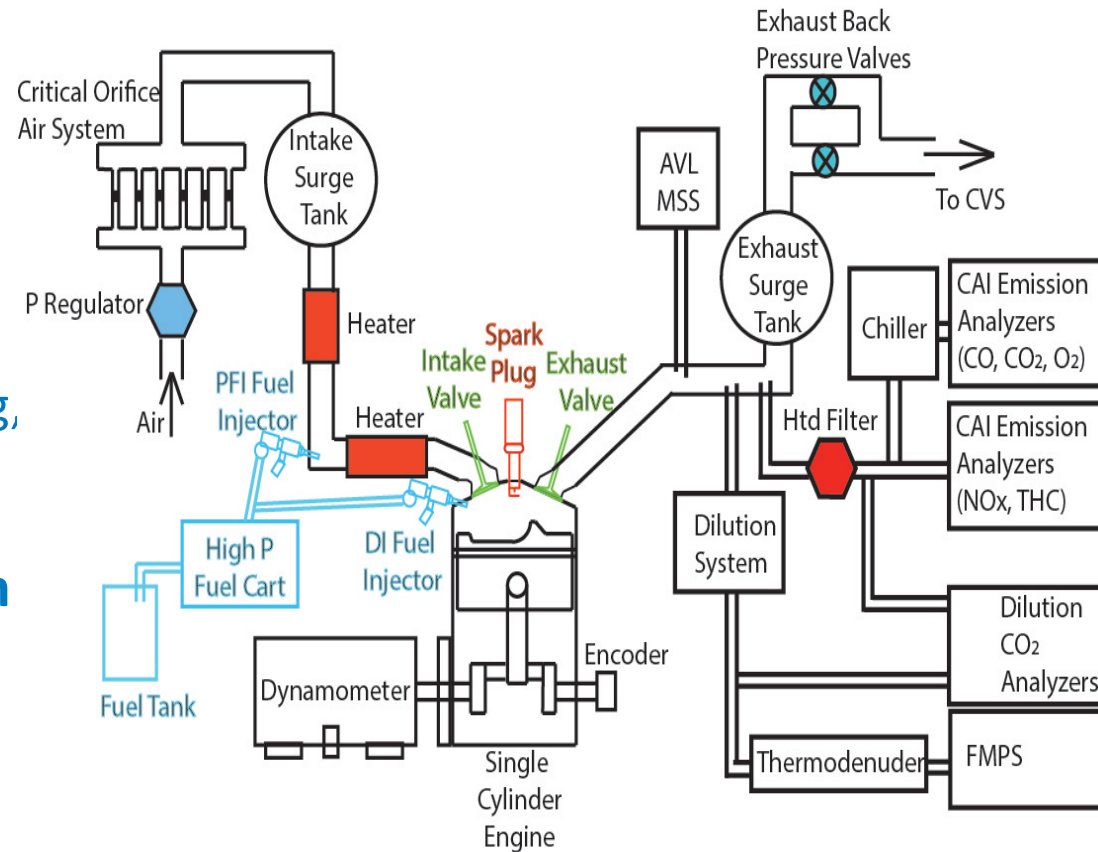 Exhaust Back
Pressure Valves
Critical Orifice
Air System
Intake
Surge
Tank
AVL
MSS
To CVS
Exhaust
Surge
Tank
P Regulator
Heater
Chiller
CAI Emission
Analyzers
(CO, CO₂, O₂)
Spark
Plug
Intake
Valve
Exhaust
Valve
PFI Fuel
Injector
g,
Air
Heater
Htd Filter
CAI Emission
Analyzers
(NOx, THC)
High P
Fuel Cart
DI Fuel
Injector
Dilution
System
n
Dilution
CO₂
Analyzers
Encoder
Dynamometer
Fuel Tank
Thermodenuder
FMPS
Single
Cylinder
Engine